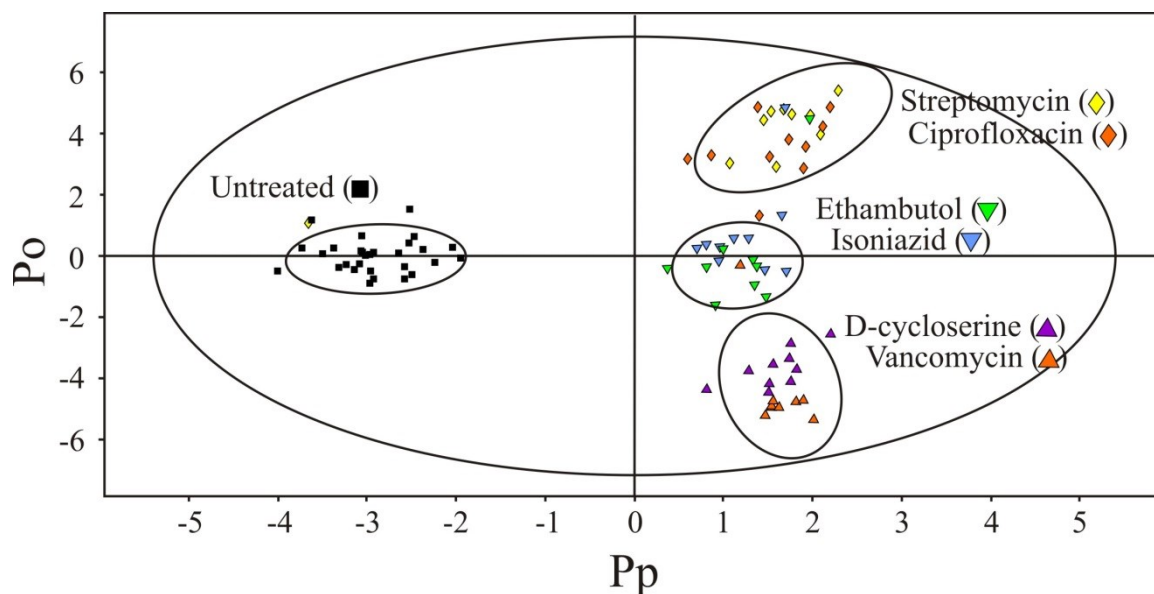 6
4
2
0
-2
-4
-6
Po
Untreated (■)
Streptomycin (♦)
Ciprofloxacin (♦)
Ethambutol (▼)
Isoniazid (▼)
D-cycloserine (▲)
Vancomycin (▲)
-5 -4 -3 -2 -1 0 1 2 3 4 5
Pp